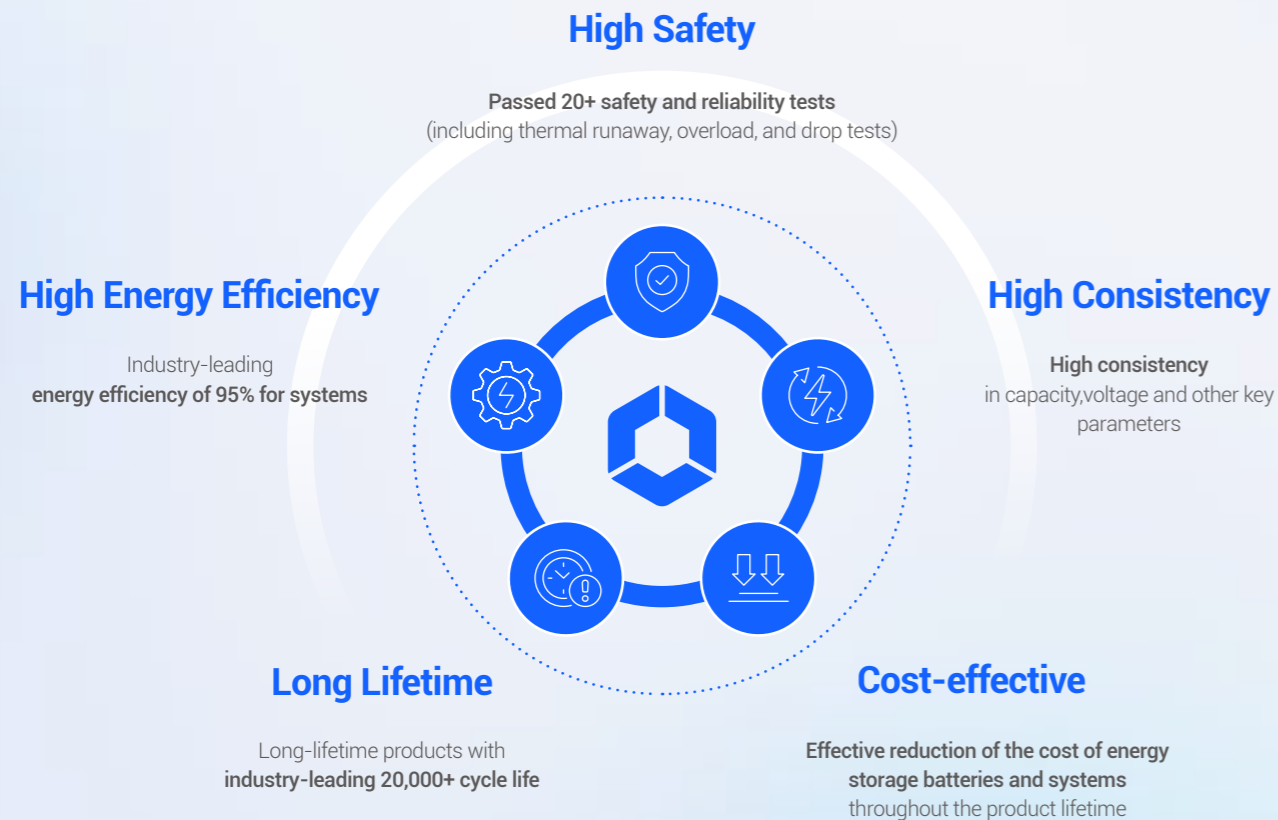 High Safety
Passed 20+ safety and reliability tests
(including thermal runaway, overload, and drop tests)
High Energy Efficiency
Industry-leading
energy efficiency of 95% for systems
High Consistency
High consistency
in capacity,voltage and other key
parameters
Long Lifetime
Long-lifetime products with
industry-leading 20,000+ cycle life
Cost-effective
Effective reduction of the cost of energy
storage batteries and systems
throughout the product lifetime